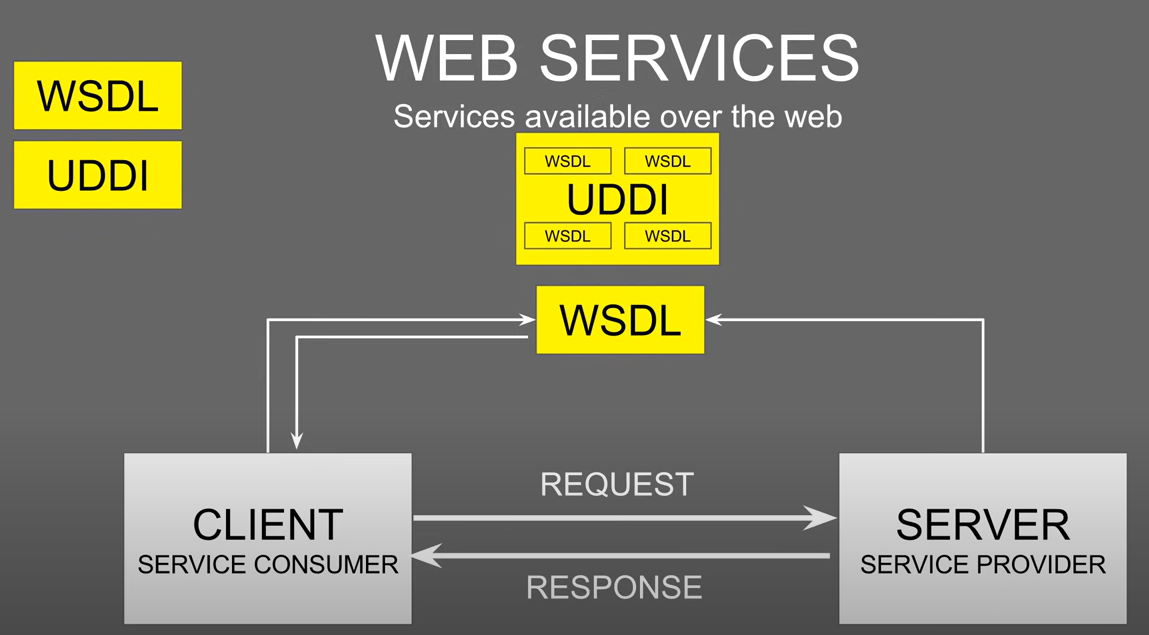 WEB SERVICES
Services available over the web
WSDL
UDDI
WSDL WSDL
UDDI
WSDL WSDL
WSDL
REQUEST
CLIENT
SERVICE CONSUMER
SERVER
SERVICE PROVIDER
RESPONSE